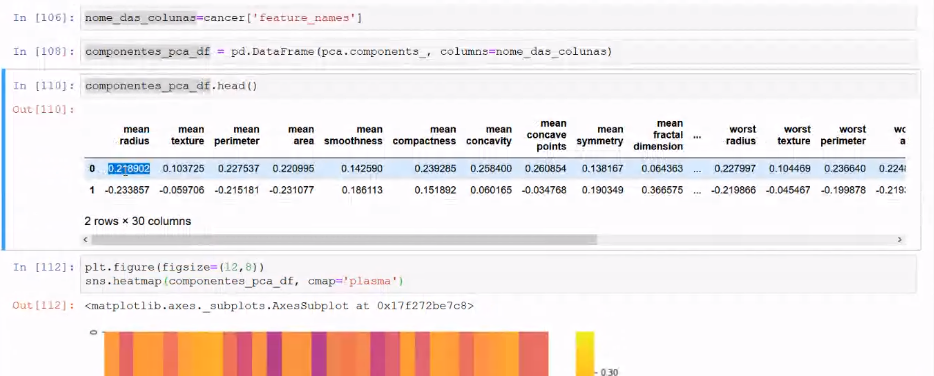 In [106]: nome_das_colunas=cancer['feature_names']
In [108]: componentes_pca_df = pd.DataFrame(pca.components_, columns=nome_das_colunas)
In [110]: componentes_pca_df.head()
Out[110]:
mean radius mean texture mean perimeter mean area mean smoothness mean compactness mean concavity mean concave points mean symmetry mean fractal dimension ... worst radius worst texture worst perimeter
0 0.218902 0.103725 0.227537 0.220995 0.142590 0.239285 0.258400 0.260854 0.138167 0.064363 ... 0.227997 0.104469 0.236640 0.224
1 -0.233857 -0.059706 -0.215181 -0.231077 0.186113 0.151892 0.060165 -0.034768 0.190349 0.366575 ... -0.219866 -0.045467 -0.199878 -0.219
2 rows × 30 columns
In [112]: plt.figure(figsize=(12,8))
sns.heatmap(componentes_pca_df, cmap='plasma')
Out[112]: <matplotlib.axes._subplots.AxesSubplot at 0x17f272be7c8>
0
0.30